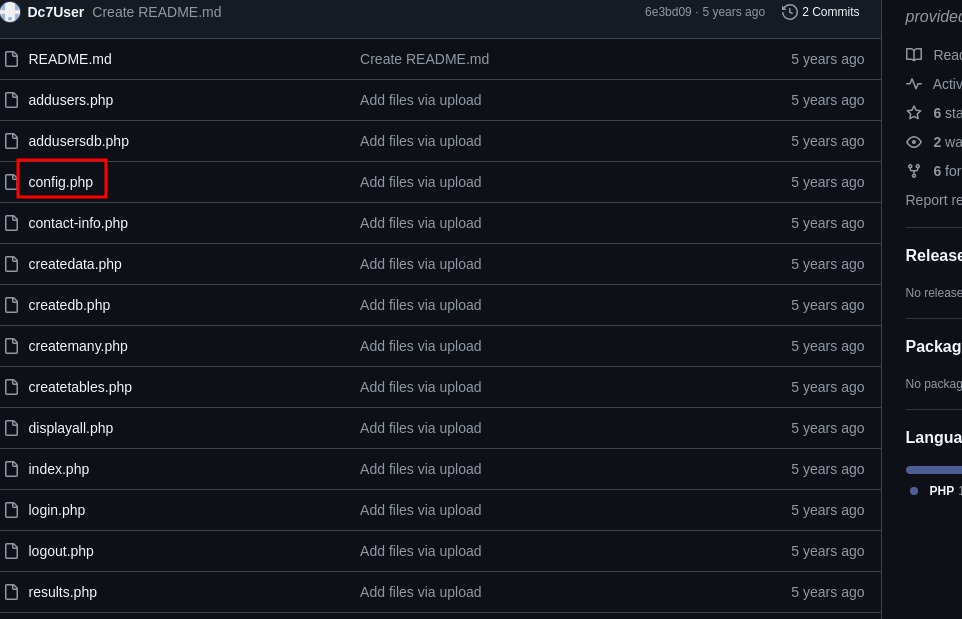 Dc7User Create README.md 6e3bd09 · 5 years ago 2 Commits
README.md Create README.md 5 years ago
addusers.php Add files via upload 5 years ago
addusersdb.php Add files via upload 5 years ago
config.php Add files via upload 5 years ago
contact-info.php Add files via upload 5 years ago
createdata.php Add files via upload 5 years ago
createdb.php Add files via upload 5 years ago
createmany.php Add files via upload 5 years ago
createtables.php Add files via upload 5 years ago
displayall.php Add files via upload 5 years ago
index.php Add files via upload 5 years ago
login.php Add files via upload 5 years ago
logout.php Add files via upload 5 years ago
results.php Add files via upload 5 years ago
provided
Read
Activ
6 sta
2 wa
6 for
Report re
Release
No release
Packag
No packag
Langua
PHP 1